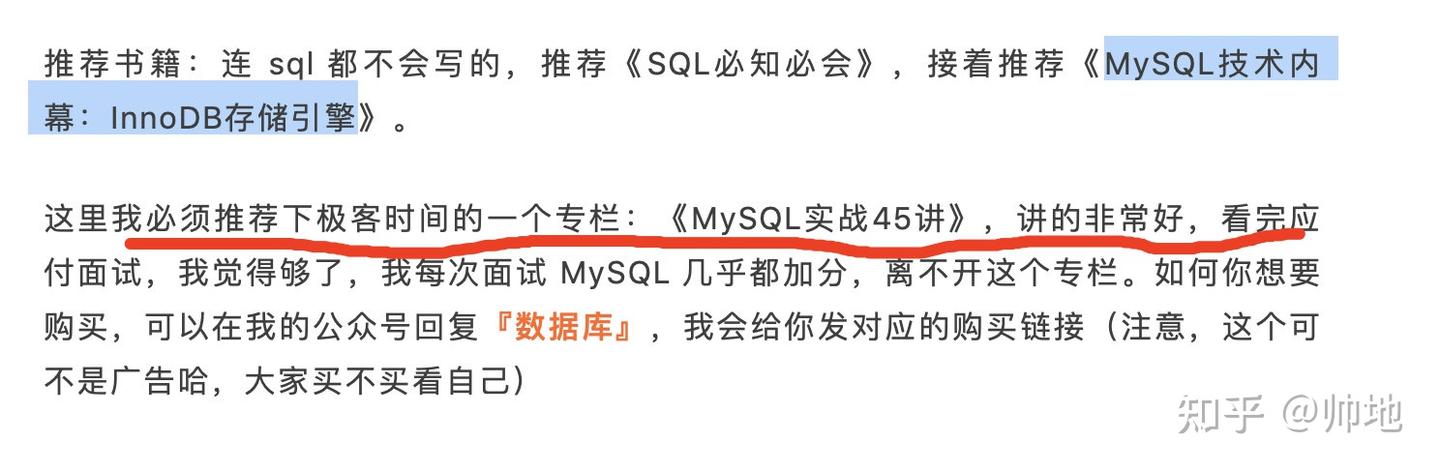 推荐书籍：连 sql 都不会写的，推荐《SQL必知必会》，接着推荐《MySQL技术内
幕：InnoDB存储引擎》。
这里我必须推荐下极客时间的一个专栏：《MySQL实战45讲》，讲的非常好，看完应
付面试，我觉得够了，我每次面试 MySQL 几乎都加分，离不开这个专栏。如何你想要
购买，可以在我的公众号回复『数据库』，我会给你发对应的购买链接（注意，这个可
不是广告哈，大家买不买看自己）
知乎 @帅地